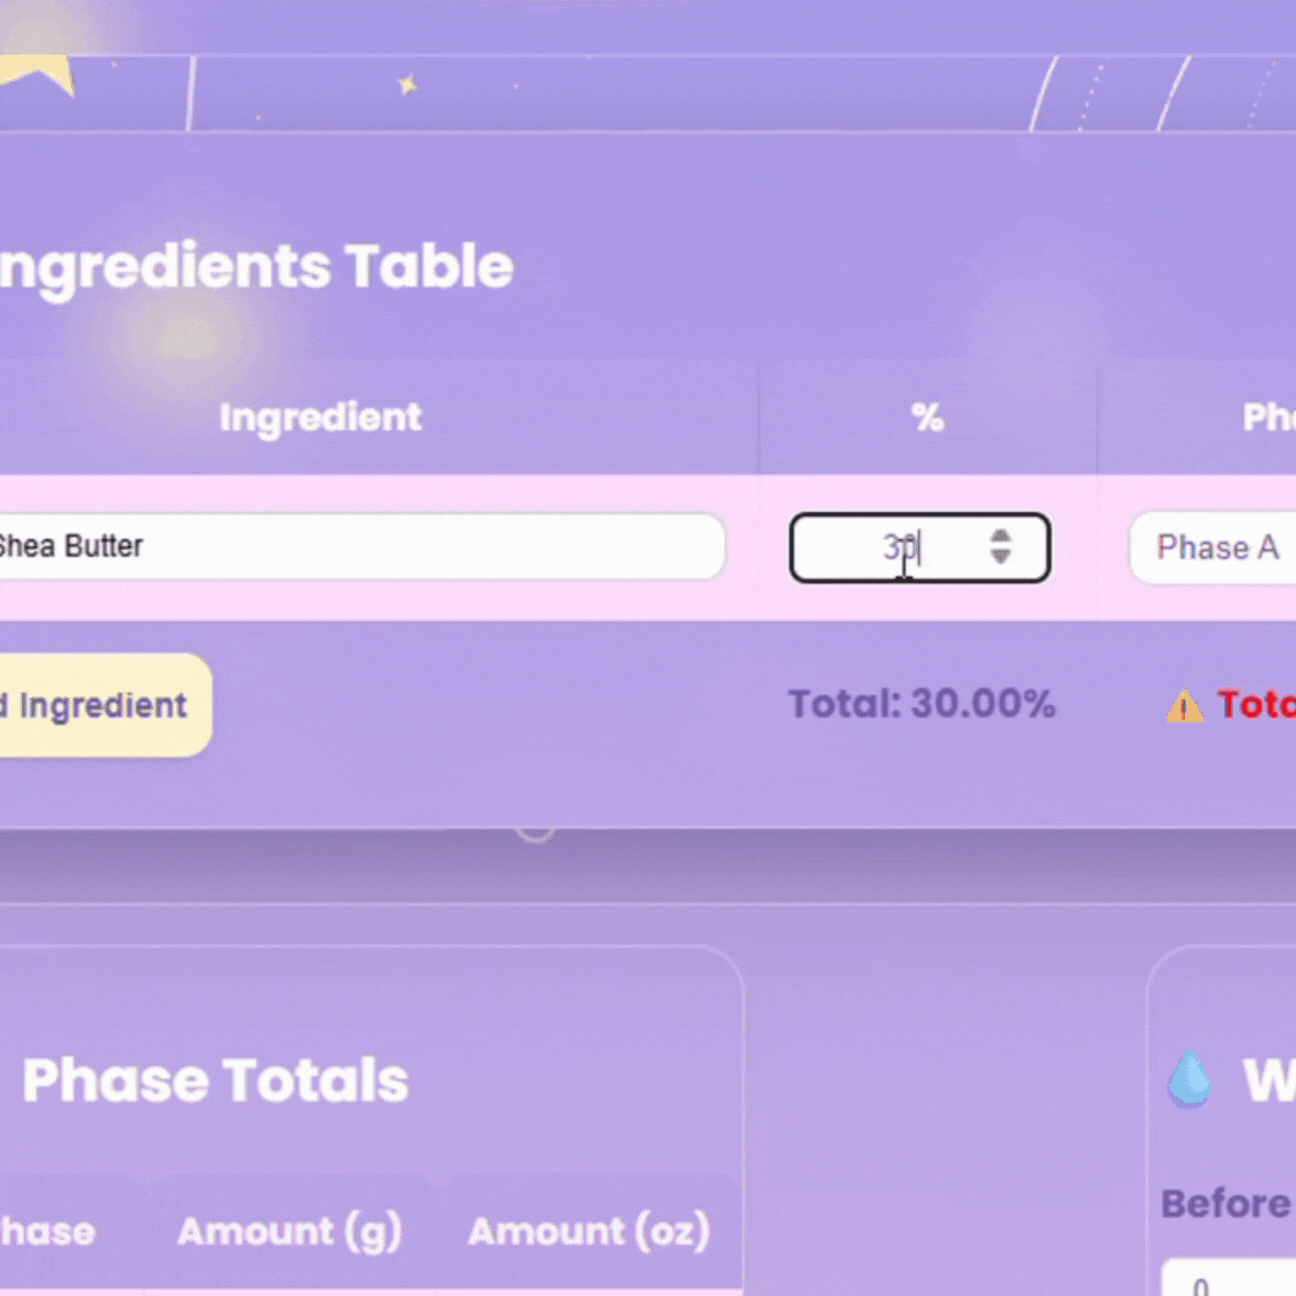 ngredients Table
Ingredient % Pha
Shea Butter 30 Phase A
d Ingredient Total: 30.00% ⚠ Tota
Phase Totals 💧 W
hase Amount (g) Amount (oz) Before
0